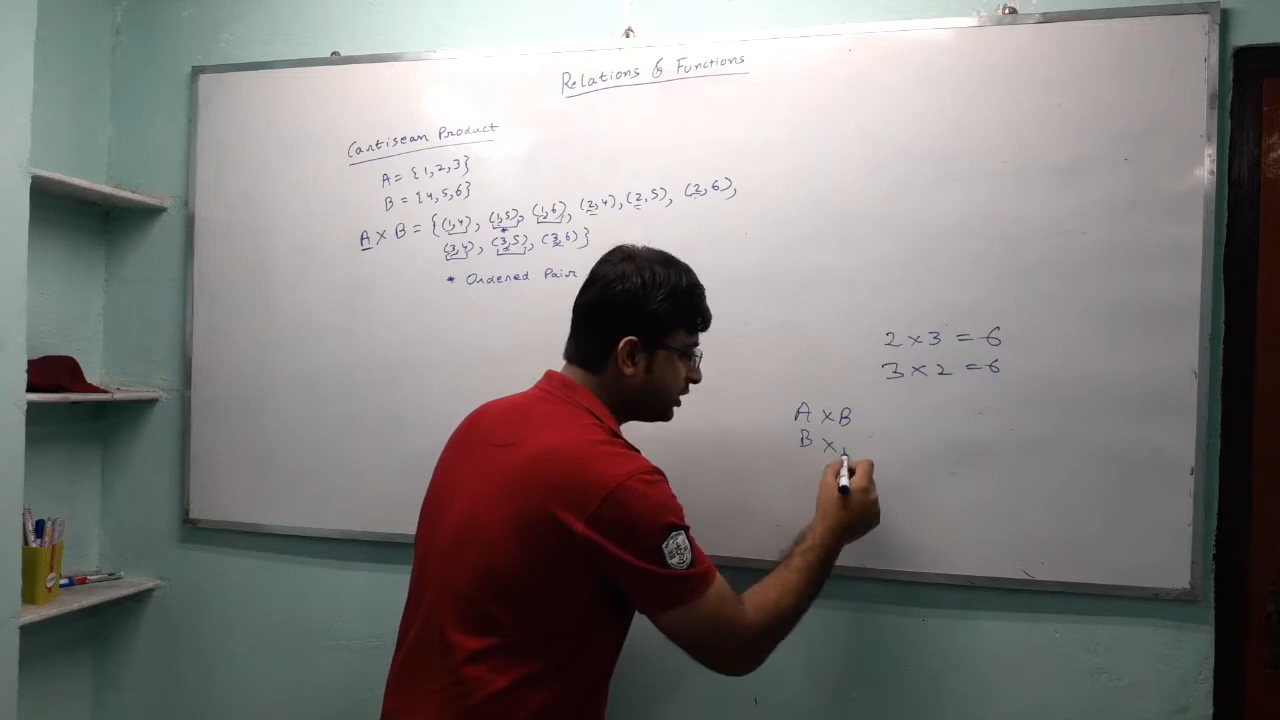 Relations & Functions
Cartisean Product
A = {1,2,3}
B = {4,5,6}
A × B = {(1,4), (1,5), (1,6), (2,4), (2,5), (2,6),
(3,4), (3,5), (3,6)}
* Ordered Pair
2 × 3 = 6
3 × 2 = 6
A × B
B ×